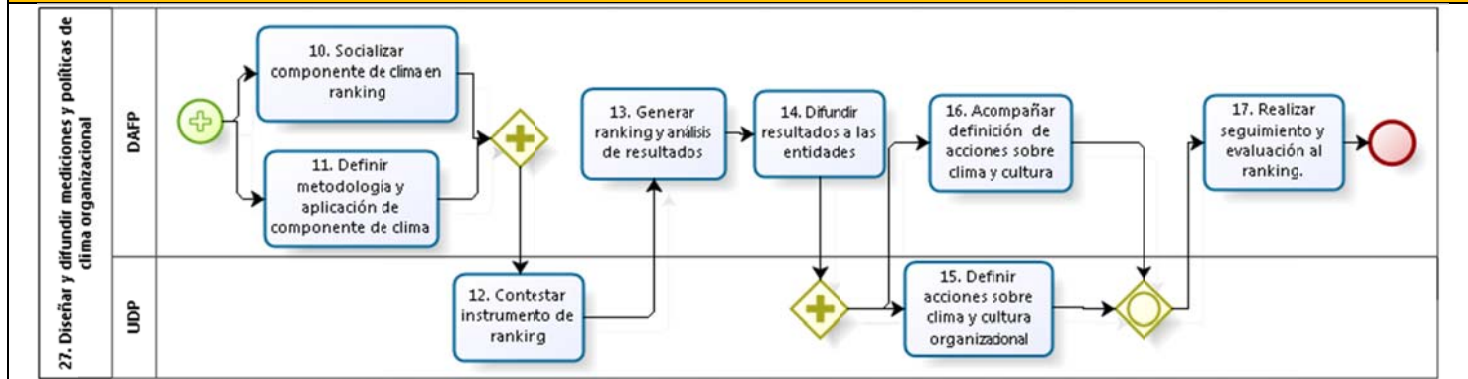 27. Diseñar y difundir mediciones y políticas de
clima organizacional
DAFP
UDP
10. Socializar
componente de clima en
ranking
11. Definir
metodología y
aplicación de
componente de clima
12. Contestar
instrumento de
ranking
13. Generar
ranking y análisis
de resultados
14. Difundir
resultados a las
entidades
16. Acompañar
definición de
acciones sobre
clima y cultura
15. Definir
acciones sobre
clima y cultura
organizacional
17. Realizar
seguimiento y
evaluación al
ranking.